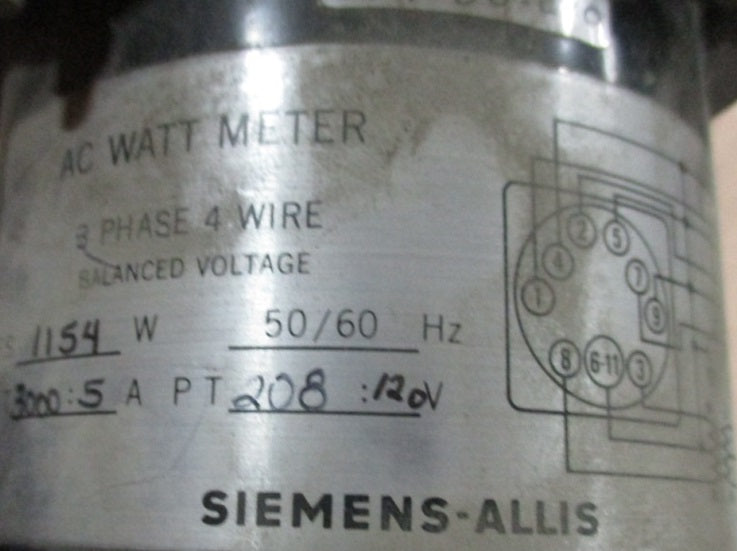 AC WATT METER
3 PHASE 4 WIRE
BALANCED VOLTAGE
S 1154 W 50/60 Hz
3000:5 A PT 208 :120V
SIEMENS-ALLIS
2 5
4 7
1 9
8 6-11 3